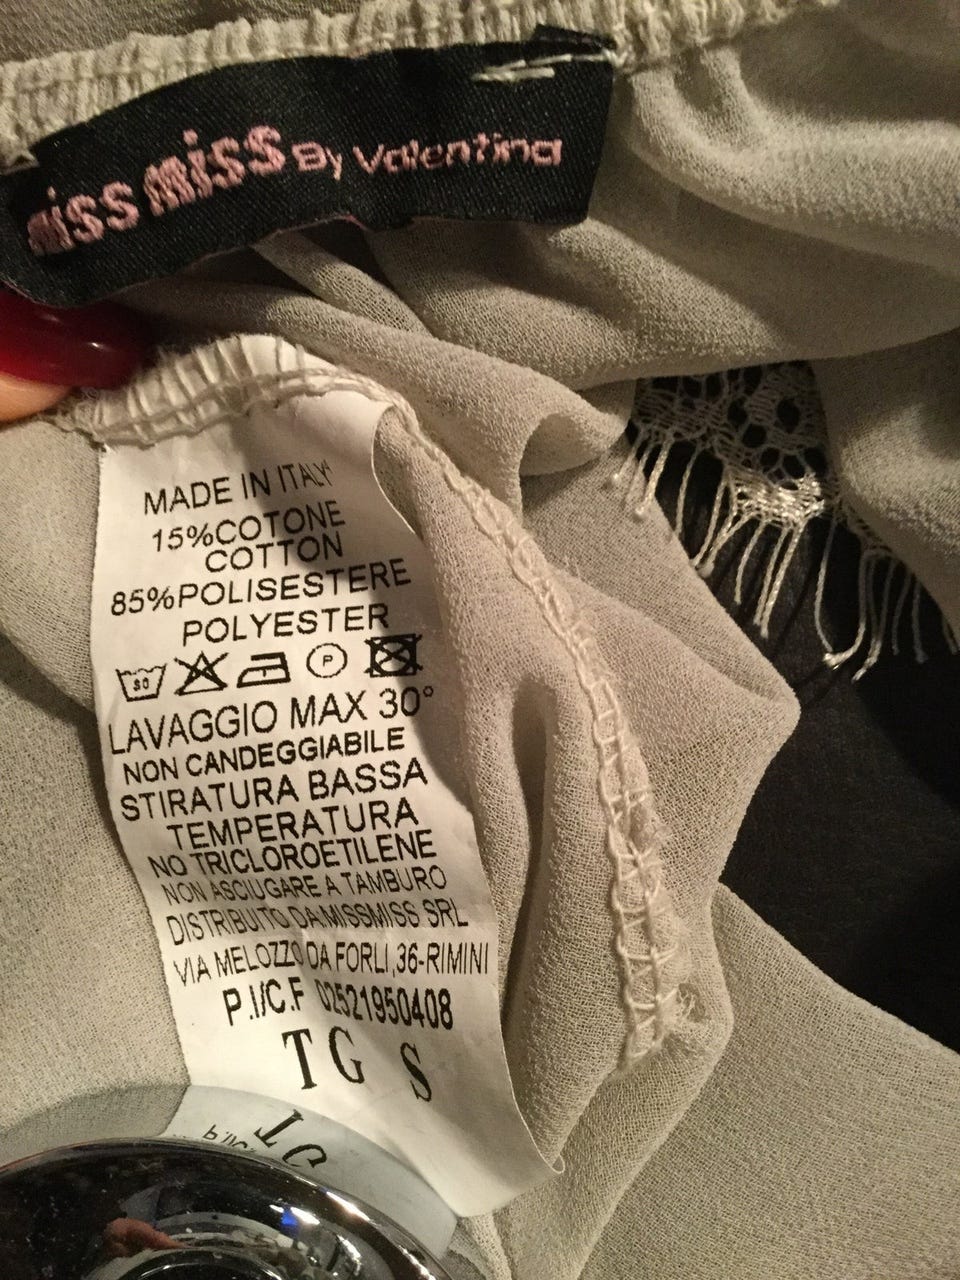 miss miss By Valentina
MADE IN ITALY
15%COTONE
COTTON
85%POLISESTERE
POLYESTER
30 P
LAVAGGIO MAX 30°
NON CANDEGGIABILE
STIRATURA BASSA
TEMPERATURA
NO TRICLOROETILENE
NON ASCIUGARE A TAMBURO
DISTRIBUITO DA MISSMISS SRL
VIA MELOZZO DA FORLI,36-RIMINI
P.I/C.F 02521950408
TG S